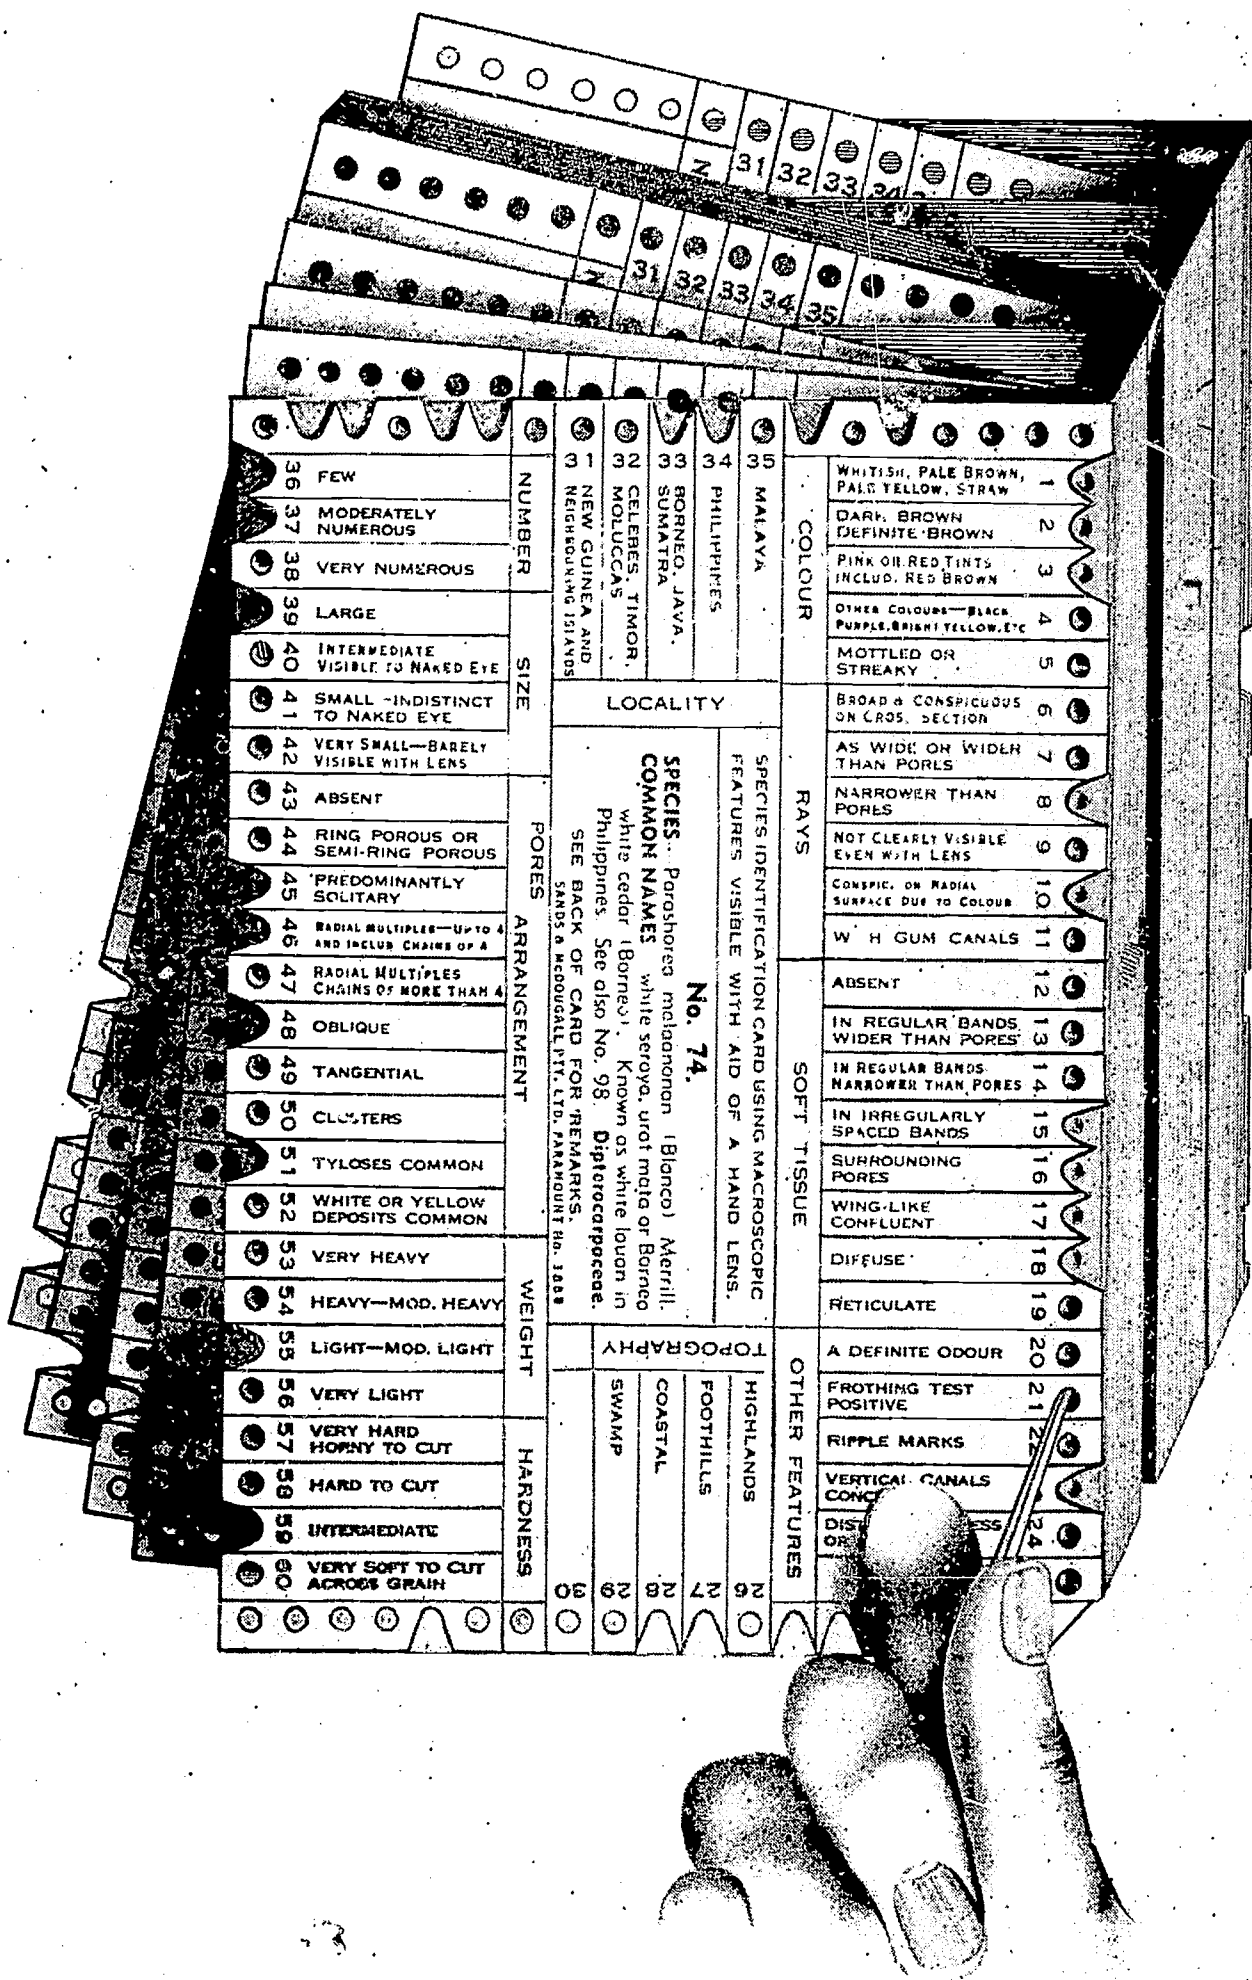 31
32
33
31
32
33
34
35
31 NEW GUINEA AND
NEIGHBOURING ISLANDS
32 CELEBES, TIMOR,
MOLUCCAS
33 BORNEO, JAVA,
SUMATRA
34 PHILIPPINES
35 MALAYA
LOCALITY
NUMBER
36 FEW
37 MODERATELY
NUMEROUS
38 VERY NUMEROUS
SIZE
39 LARGE
40 INTERMEDIATE
VISIBLE TO NAKED EYE
41 SMALL-INDISTINCT
TO NAKED EYE
42 VERY SMALL—BARELY
VISIBLE WITH LENS
PORES
ARRANGEMENT
43 ABSENT
44 RING POROUS OR
SEMI-RING POROUS
45 PREDOMINANTLY
SOLITARY
46 RADIAL MULTIPLES—UP TO 4
AND INCLUD CHAINS OF 4
47 RADIAL MULTIPLES
CHAINS OF MORE THAN 4
48 OBLIQUE
49 TANGENTIAL
50 CLUSTERS
51 TYLOSES COMMON
52 WHITE OR YELLOW
DEPOSITS COMMON
WEIGHT
53 VERY HEAVY
54 HEAVY—MOD. HEAVY
55 LIGHT—MOD. LIGHT
56 VERY LIGHT
HARDNESS
57 VERY HARD
HORNY TO CUT
58 HARD TO CUT
59 INTERMEDIATE
60 VERY SOFT TO CUT
ACROSS GRAIN
SPECIES IDENTIFICATION CARD USING MACROSCOPIC
FEATURES VISIBLE WITH AID OF A HAND LENS.
No. 74.
SPECIES-- Parashorea malaanonan (Blanco) Merrill.
COMMON NAMES white seraya, urat mata or Borneo
white cedar (Borneo). Known as white lauan in
Philippines. See also No. 98. Dipterocarpaceae.
SEE BACK OF CARD FOR REMARKS.
SANDS & McDOUGALL PTY. LTD. PARAMOUNT No.
TOPOGRAPHY
HIGHLANDS 26
FOOTHILLS 27
COASTAL 28
SWAMP 29
30
COLOUR
WHITISH, PALE BROWN,
PALE YELLOW, STRAW 1
DARK BROWN
DEFINITE BROWN 2
PINK OR RED TINTS
INCLUD. RED BROWN 3
OTHER COLOURS—BLACK
PURPLE, BRIGHT YELLOW, ETC 4
MOTTLED OR
STREAKY 5
RAYS
BROAD & CONSPICUOUS
ON CROS. SECTION 6
AS WIDE OR WIDER
THAN PORES 7
NARROWER THAN
PORES 8
NOT CLEARLY VISIBLE
EVEN WITH LENS 9
CONSPIC. ON RADIAL
SURFACE DUE TO COLOUR 10
W H GUM CANALS 11
SOFT TISSUE
ABSENT 12
IN REGULAR BANDS
WIDER THAN PORES 13
IN REGULAR BANDS
NARROWER THAN PORES 14
IN IRREGULARLY
SPACED BANDS 15
SURROUNDING
PORES 16
WING-LIKE
CONFLUENT 17
DIFFUSE 18
RETICULATE 19
OTHER FEATURES
A DEFINITE ODOUR 20
FROTHING TEST
POSITIVE 21
RIPPLE MARKS 22
VERTICAL CANALS
24